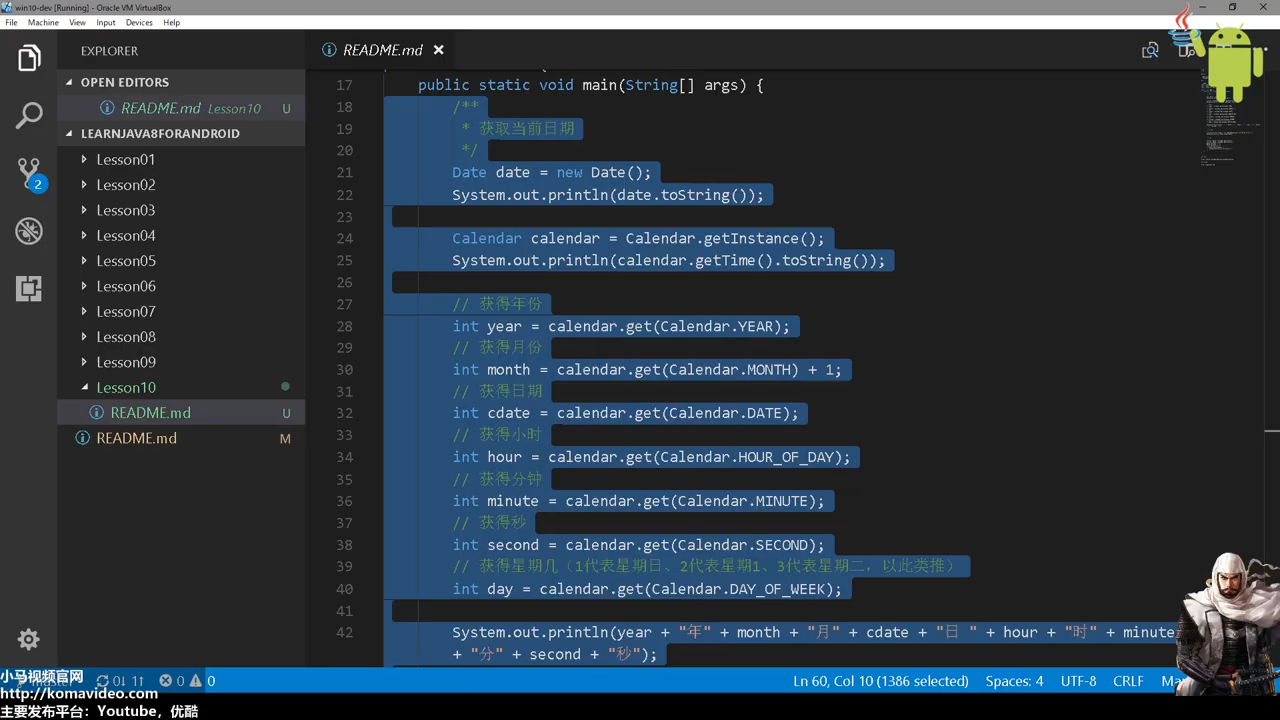 win10-dev [Running] - Oracle VM VirtualBox
File Machine View Input Devices Help
EXPLORER
README.md
OPEN EDITORS
README.md Lesson10 U
LEARNJAVA8FORANDROID
Lesson01
Lesson02
Lesson03
Lesson04
Lesson05
Lesson06
Lesson07
Lesson08
Lesson09
Lesson10
README.md U
README.md M
2
17 public static void main(String[] args) {
18 /**
19 * 获取当前日期
20 */
21 Date date = new Date();
22 System.out.println(date.toString());
23
24 Calendar calendar = Calendar.getInstance();
25 System.out.println(calendar.getTime().toString());
26
27 // 获得年份
28 int year = calendar.get(Calendar.YEAR);
29 // 获得月份
30 int month = calendar.get(Calendar.MONTH) + 1;
31 // 获得日期
32 int cdate = calendar.get(Calendar.DATE);
33 // 获得小时
34 int hour = calendar.get(Calendar.HOUR_OF_DAY);
35 // 获得分钟
36 int minute = calendar.get(Calendar.MINUTE);
37 // 获得秒
38 int second = calendar.get(Calendar.SECOND);
39 // 获得星期几（1代表星期日、2代表星期1、3代表星期二，以此类推）
40 int day = calendar.get(Calendar.DAY_OF_WEEK);
41
42 System.out.println(year + "年" + month + "月" + cdate + "日 " + hour + "时" + minute
+ "分" + second + "秒");
小马视频官网
0↓ 1↑ 0 0
Ln 60, Col 10 (1386 selected) Spaces: 4 UTF-8 CRLF
http://komavideo.com
主要发布平台：Youtube，优酷